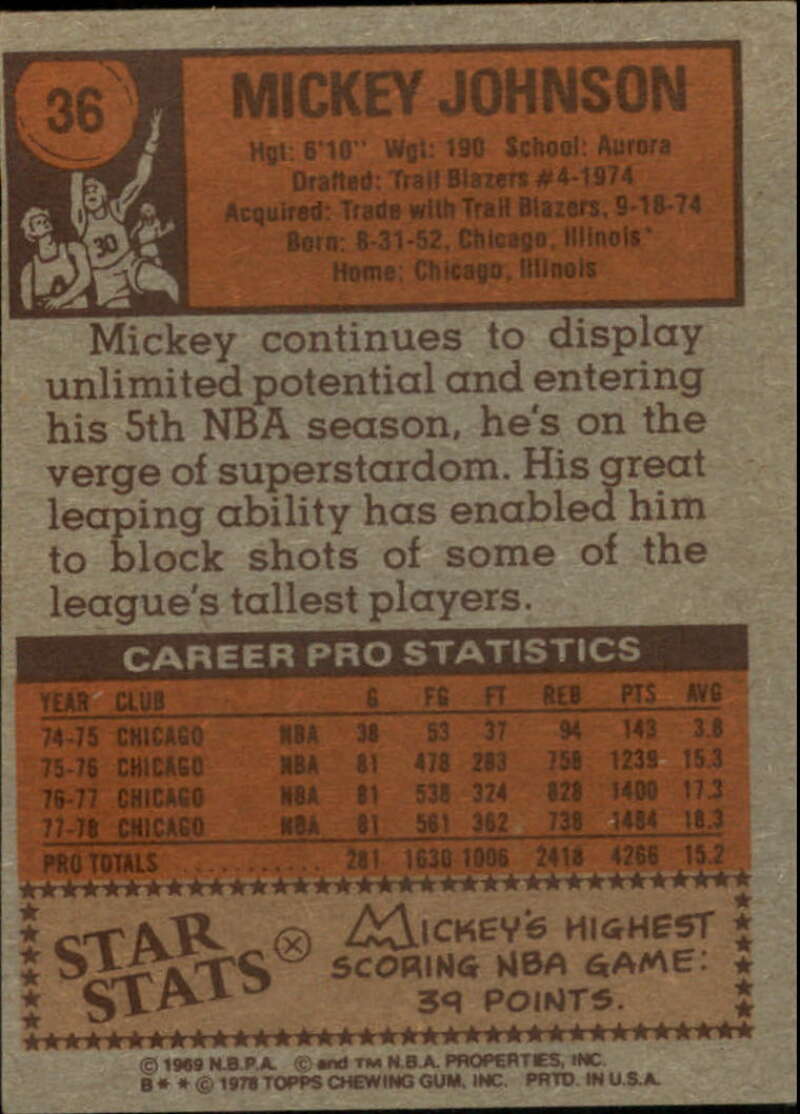 36
MICKEY JOHNSON
Hgt: 6'10" Wgt: 190 School: Aurora
Drafted: Trail Blazers #4-1974
Acquired: Trade with Trail Blazers, 9-18-74
Born: 8-31-52, Chicago, Illinois
Home: Chicago, Illinois
30
Mickey continues to display
unlimited potential and entering
his 5th NBA season, he's on the
verge of superstardom. His great
leaping ability has enabled him
to block shots of some of the
league's tallest players.
CAREER PRO STATISTICS
YEAR CLUB G FG FT REB PTS AVG
74-75 CHICAGO NBA 38 53 37 94 143 3.8
75-76 CHICAGO NBA 81 478 283 758 1239 15.3
76-77 CHICAGO NBA 81 538 324 828 1400 17.3
77-78 CHICAGO NBA 81 561 362 738 1484 18.3
PRO TOTALS ............ 281 1630 1006 2418 4266 15.2
STAR
STATS
MICKEY'S HIGHEST
SCORING NBA GAME:
39 POINTS.
© 1969 N.B.P.A. © and TM N.B.A. PROPERTIES, INC.
B * * © 1978 TOPPS CHEWING GUM, INC. PRTD. IN U.S.A.